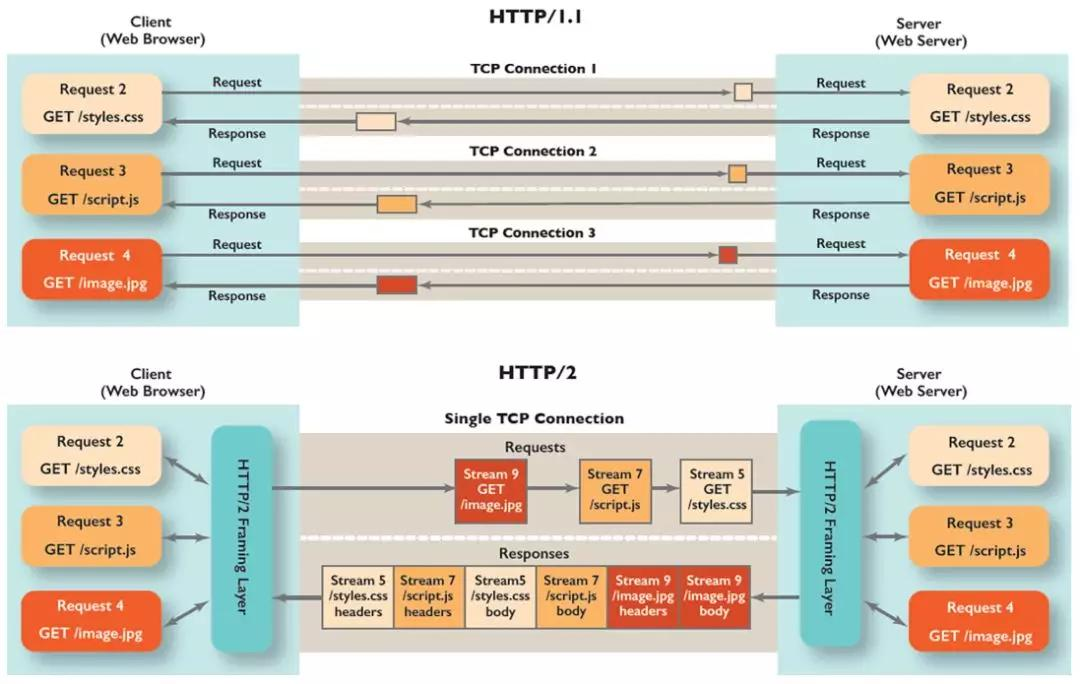 HTTP/1.1
Client
(Web Browser)
Server
(Web Server)
TCP Connection 1
Request 2
GET /styles.css
Request
Request
Response
Response
Request 2
GET /styles.css
TCP Connection 2
Request 3
GET /script.js
Request
Request
Response
Response
Request 3
GET /script.js
TCP Connection 3
Request 4
GET /image.jpg
Request
Request
Response
Response
Request 4
GET /image.jpg
HTTP/2
Client
(Web Browser)
Server
(Web Server)
Single TCP Connection
Request 2
GET /styles.css
Request 3
GET /script.js
Request 4
GET /image.jpg
HTTP/2 Framing Layer
Requests
Stream 9
GET
/image.jpg
Stream 7
GET
/script.js
Stream 5
GET
/styles.css
Responses
Stream 5
/styles.css
headers
Stream 7
/script.js
headers
Stream5
/styles.css
body
Stream 7
/script.js
body
Stream 9
/image.jpg
headers
Stream 9
/image.jpg
body
HTTP/2 Framing Layer
Request 2
GET /styles.css
Request 3
GET /script.js
Request 4
GET /image.jpg